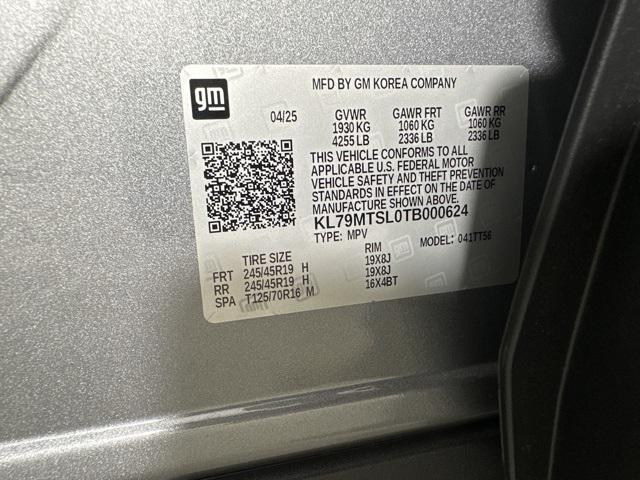 gm
MFD BY GM KOREA COMPANY
04/25 GVWR GAWR FRT GAWR RR
1930 KG 1060 KG 1060 KG
4255 LB 2336 LB 2336 LB
THIS VEHICLE CONFORMS TO ALL
APPLICABLE U.S. FEDERAL MOTOR
VEHICLE SAFETY AND THEFT PREVENTION
STANDARDS IN EFFECT ON THE DATE OF
MANUFACTURE SHOWN ABOVE.
KL79MTSL0TB000624
TYPE: MPV MODEL: 041TT56
TIRE SIZE RIM
FRT 245/45R19 H 19X8J
RR 245/45R19 H 19X8J
SPA T125/70R16 M 16X4BT